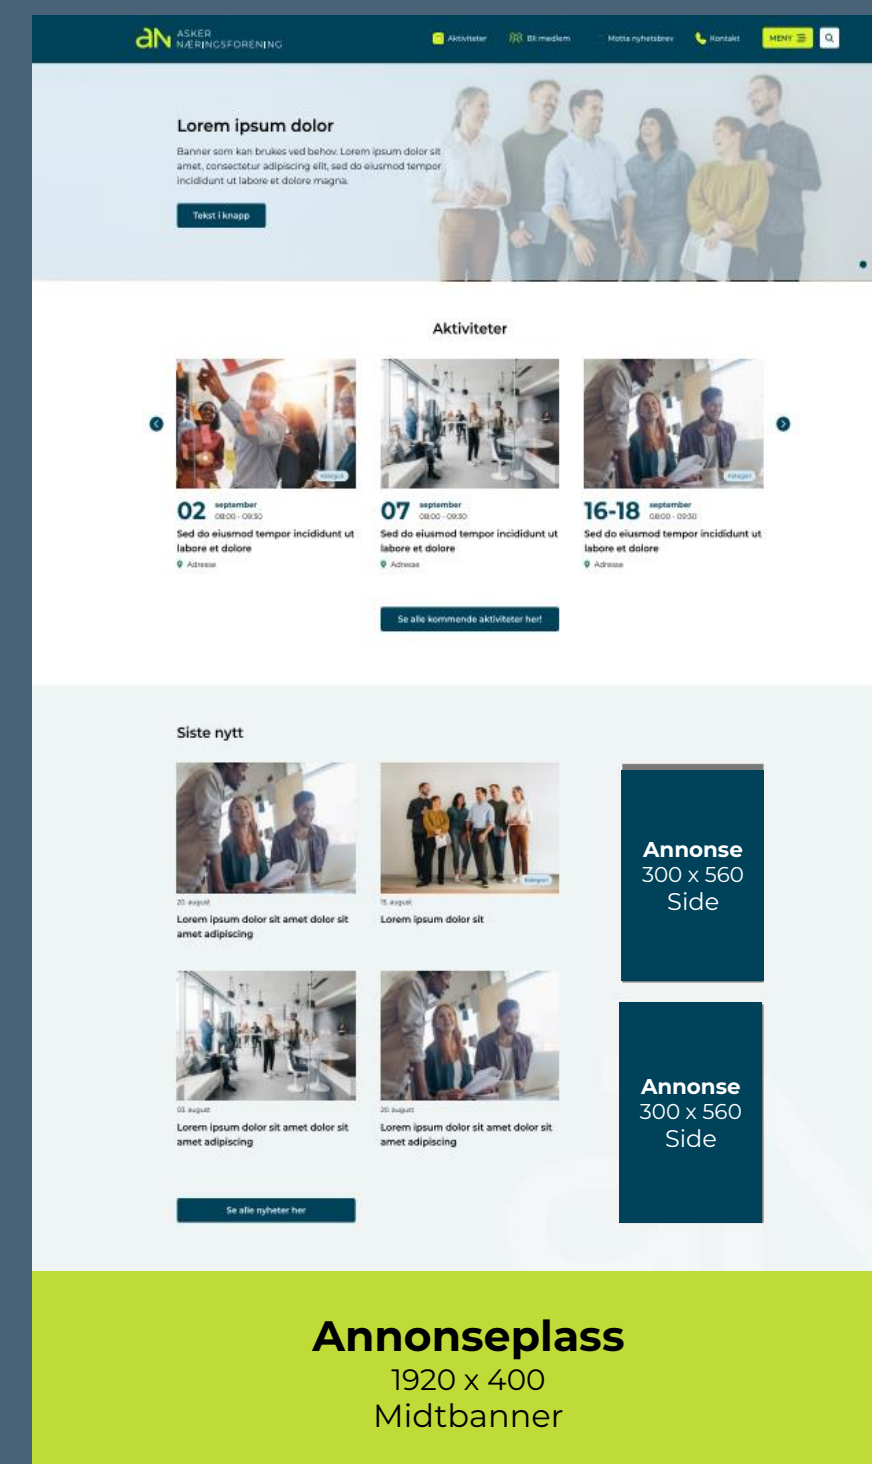 aN ASKER
NÆRINGSFORENING
Aktiviteter
Bli medlem
Motta nyhetsbrev
Kontakt
MENY
Lorem ipsum dolor
Banner som kan brukes ved behov. Lorem ipsum dolor sit
amet, consectetur adipiscing elit, sed do eiusmod tempor
incididunt ut labore et dolore magna.
Tekst i knapp
Aktiviteter
Kategori
Kategori
02 september
08:00 - 09:30
Sed do eiusmod tempor incididunt ut
labore et dolore
Adresse
07 september
08:00 - 09:30
Sed do eiusmod tempor incididunt ut
labore et dolore
Adresse
16-18 september
08:00 - 09:30
Sed do eiusmod tempor incididunt ut
labore et dolore
Adresse
Se alle kommende aktiviteter her!
Siste nytt
20. august
Lorem ipsum dolor sit amet dolor sit
amet adipiscing
Kategori
15. august
Lorem ipsum dolor sit
Annonse
300 x 560
Side
03. august
Lorem ipsum dolor sit amet dolor sit
amet adipiscing
20. august
Lorem ipsum dolor sit amet dolor sit
amet adipiscing
Annonse
300 x 560
Side
Se alle nyheter her
Annonseplass
1920 x 400
Midtbanner